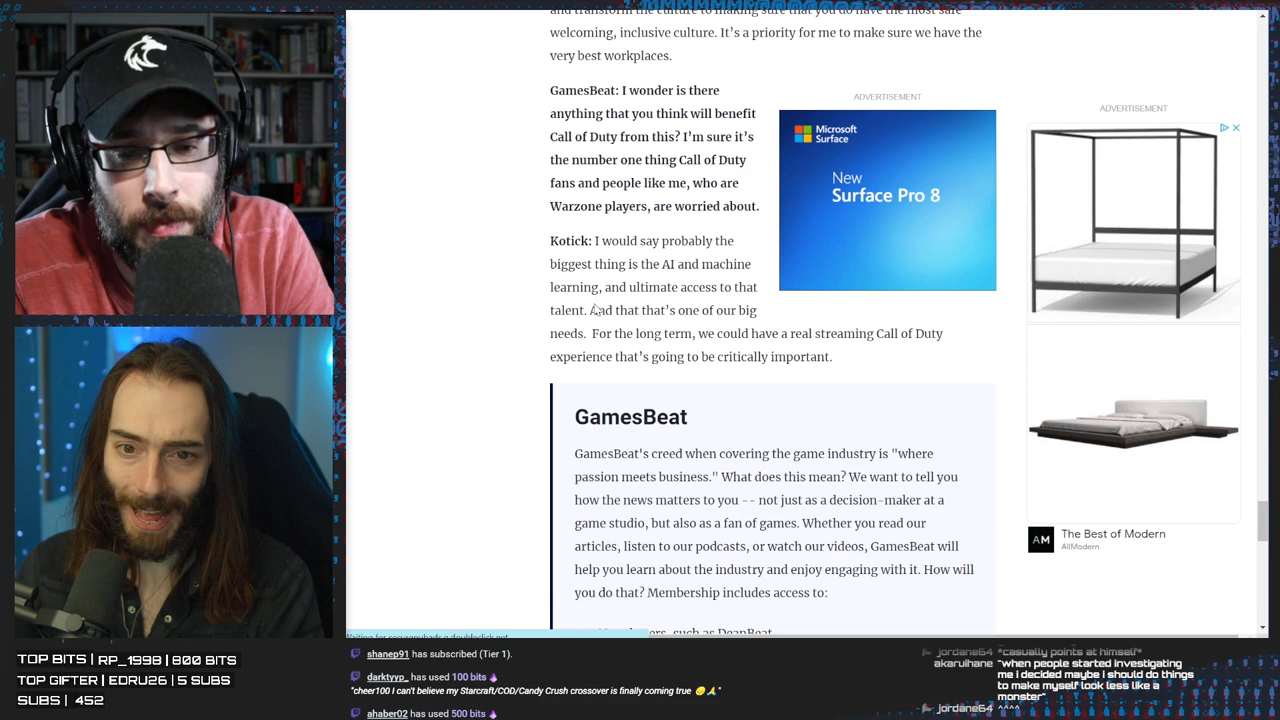 and transform the culture to making sure that you do have the most safe
welcoming, inclusive culture. It's a priority for me to make sure we have the
very best workplaces.
GamesBeat: I wonder is there
anything that you think will benefit
Call of Duty from this? I'm sure it's
the number one thing Call of Duty
fans and people like me, who are
Warzone players, are worried about.
Kotick: I would say probably the
biggest thing is the AI and machine
learning, and ultimate access to that
talent. And that that's one of our big
needs.  For the long term, we could have a real streaming Call of Duty
experience that's going to be critically important.
ADVERTISEMENT
Microsoft
Surface
New
Surface Pro 8
ADVERTISEMENT
The Best of Modern
AM
AllModern
GamesBeat
GamesBeat's creed when covering the game industry is "where
passion meets business." What does this mean? We want to tell you
how the news matters to you -- not just as a decision-maker at a
game studio, but also as a fan of games. Whether you read our
articles, listen to our podcasts, or watch our videos, GamesBeat will
help you learn about the industry and enjoy engaging with it. How will
you do that? Membership includes access to:
such as DeanBeat
TOP BITS | RP_1998 | 800 BITS
TOP GIFTER | EDRU26 | 5 SUBS
SUBS | 452
shanep91 has subscribed (Tier 1).
darktyyp_ has used 100 bits
"cheer100 I can't believe my Starcraft/COD/Candy Crush crossover is finally coming true 🥲 🙏 "
ahaber02 has used 500 bits
jordane54 *casually points at himself*
akaruihane "when people started investigating
me i decided maybe i should do things
to make myself look less like a
monster"
jordane54 ^^^^